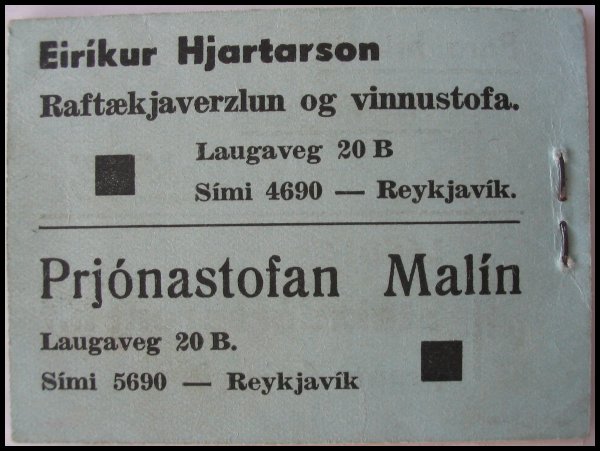 Eiríkur Hjartarson
Raftækjaverzlun og vinnustofa.
Laugaveg 20 B
Sími 4690 — Reykjavík.
Prjónastofan Malín
Laugaveg 20 B.
Sími 5690 — Reykjavík